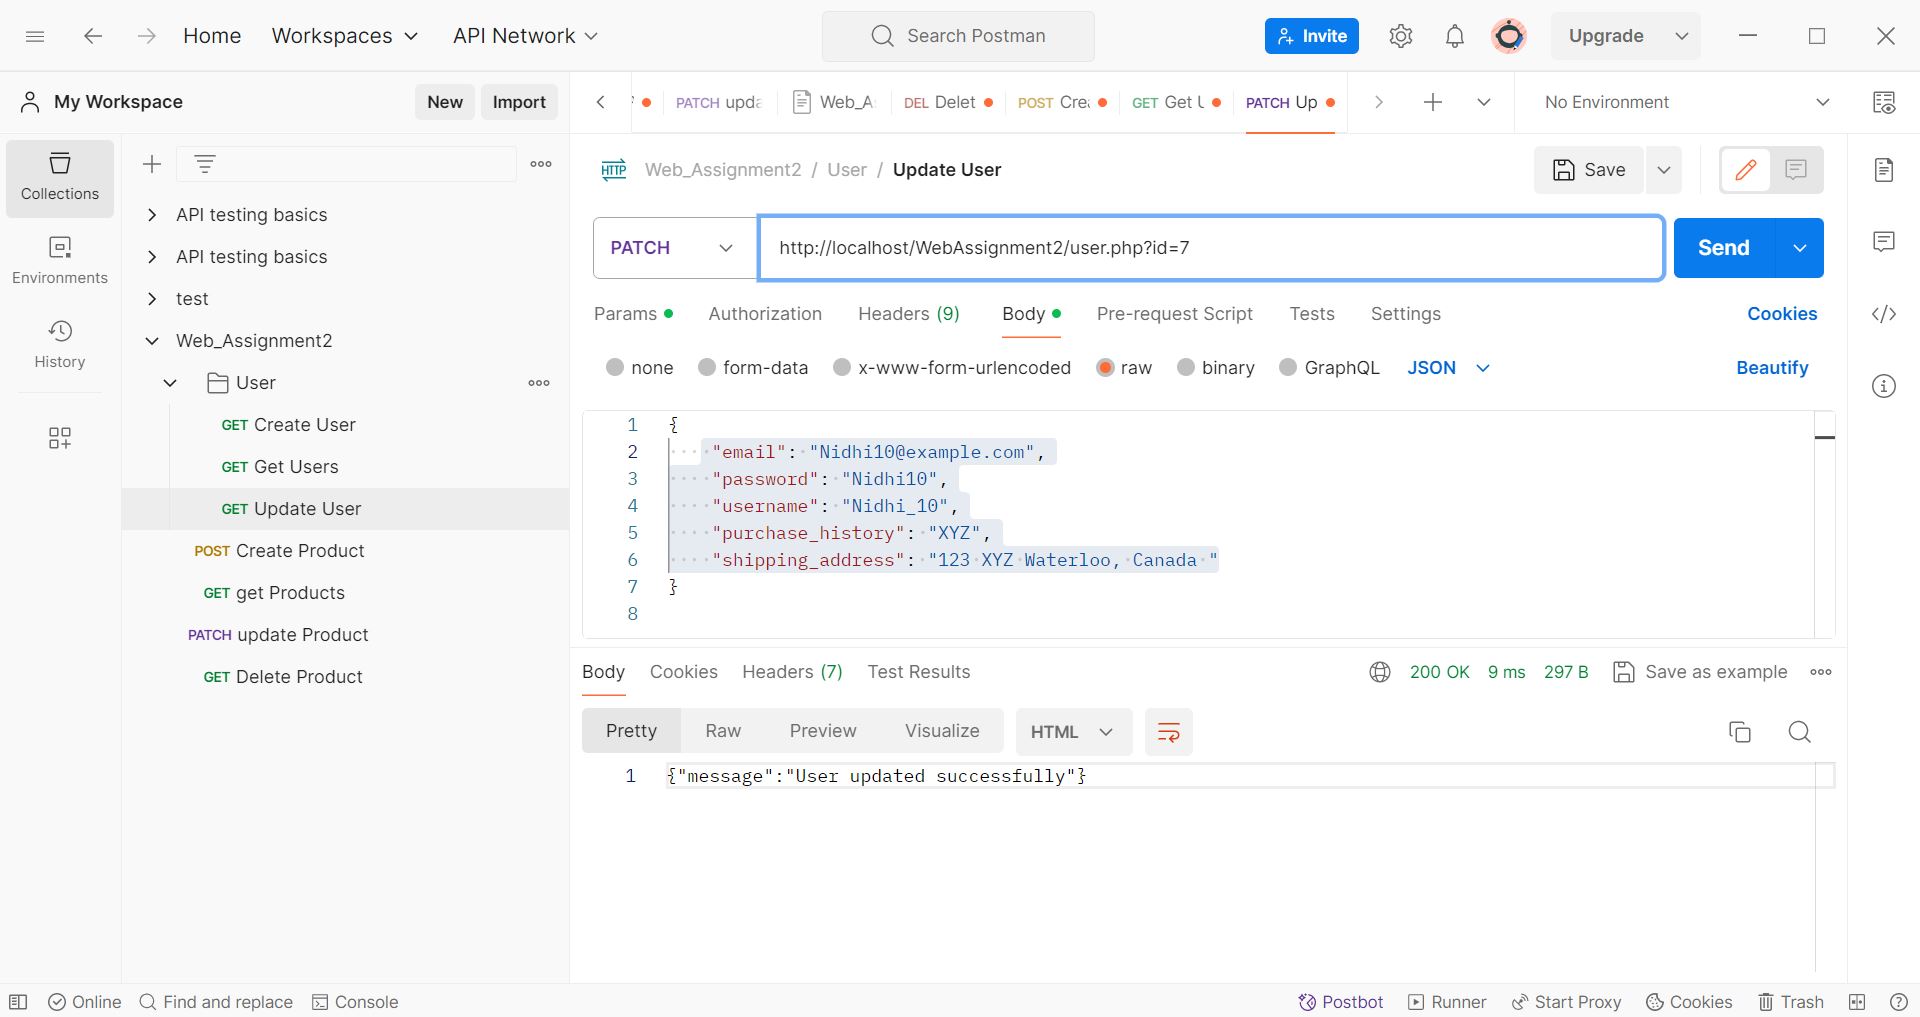 Home Workspaces API Network Search Postman Invite Upgrade
My Workspace New Import
PATCH upda Web_As DEL Delet POST Cre GET Get U PATCH Up No Environment
Collections
Environments
History
API testing basics
API testing basics
test
Web_Assignment2
User
GET Create User
GET Get Users
GET Update User
POST Create Product
GET get Products
PATCH update Product
GET Delete Product
HTTP Web_Assignment2 / User / Update User Save
PATCH http://localhost/WebAssignment2/user.php?id=7 Send
Params Authorization Headers (9) Body Pre-request Script Tests Settings Cookies
none form-data x-www-form-urlencoded raw binary GraphQL JSON Beautify
1 {
2 "email": "Nidhi10@example.com",
3 "password": "Nidhi10",
4 "username": "Nidhi_10",
5 "purchase_history": "XYZ",
6 "shipping_address": "123 XYZ Waterloo, Canada "
7 }
8
Body Cookies Headers (7) Test Results 200 OK 9 ms 297 B Save as example
Pretty Raw Preview Visualize HTML
1 {"message":"User updated successfully"}
Online Find and replace Console Postbot Runner Start Proxy Cookies Trash